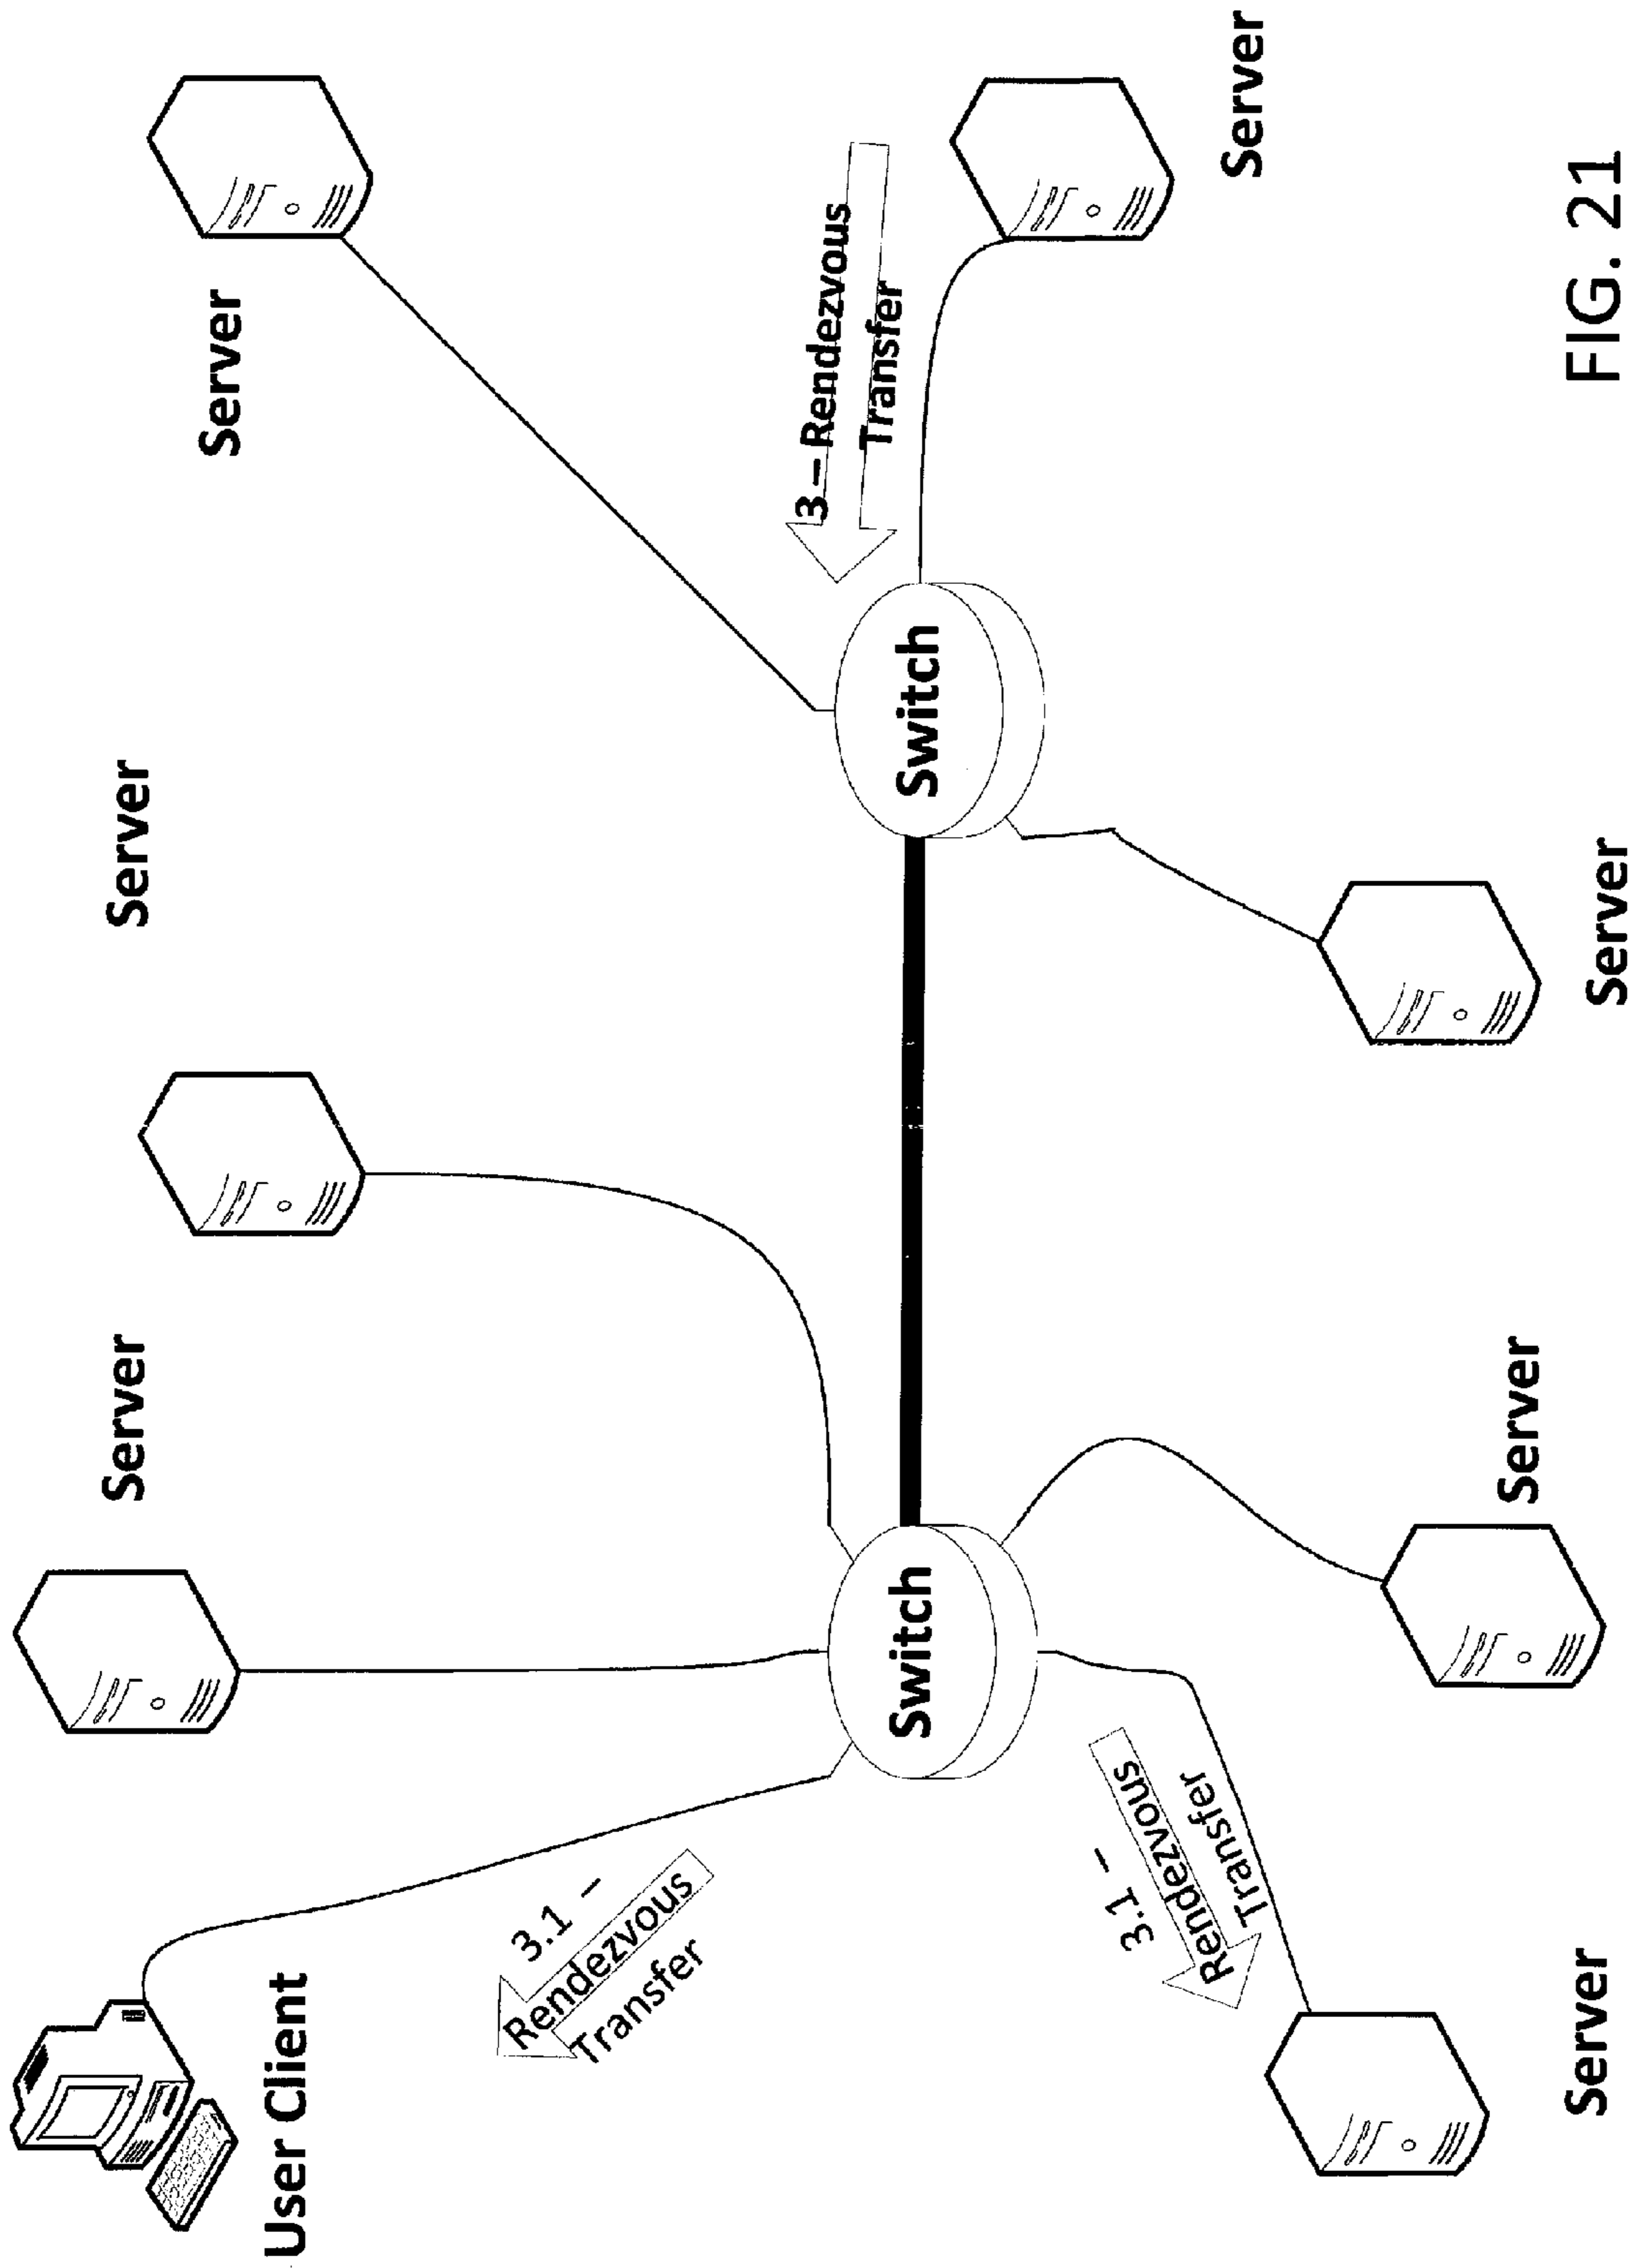 Server
Server
Server
User Client
3.1 –
Rendezvous
Transfer
3 – Rendezvous
Transfer
Switch
Switch
3.1 –
Rendezvous
Transfer
Server
Server
Server
Server
FIG. 21